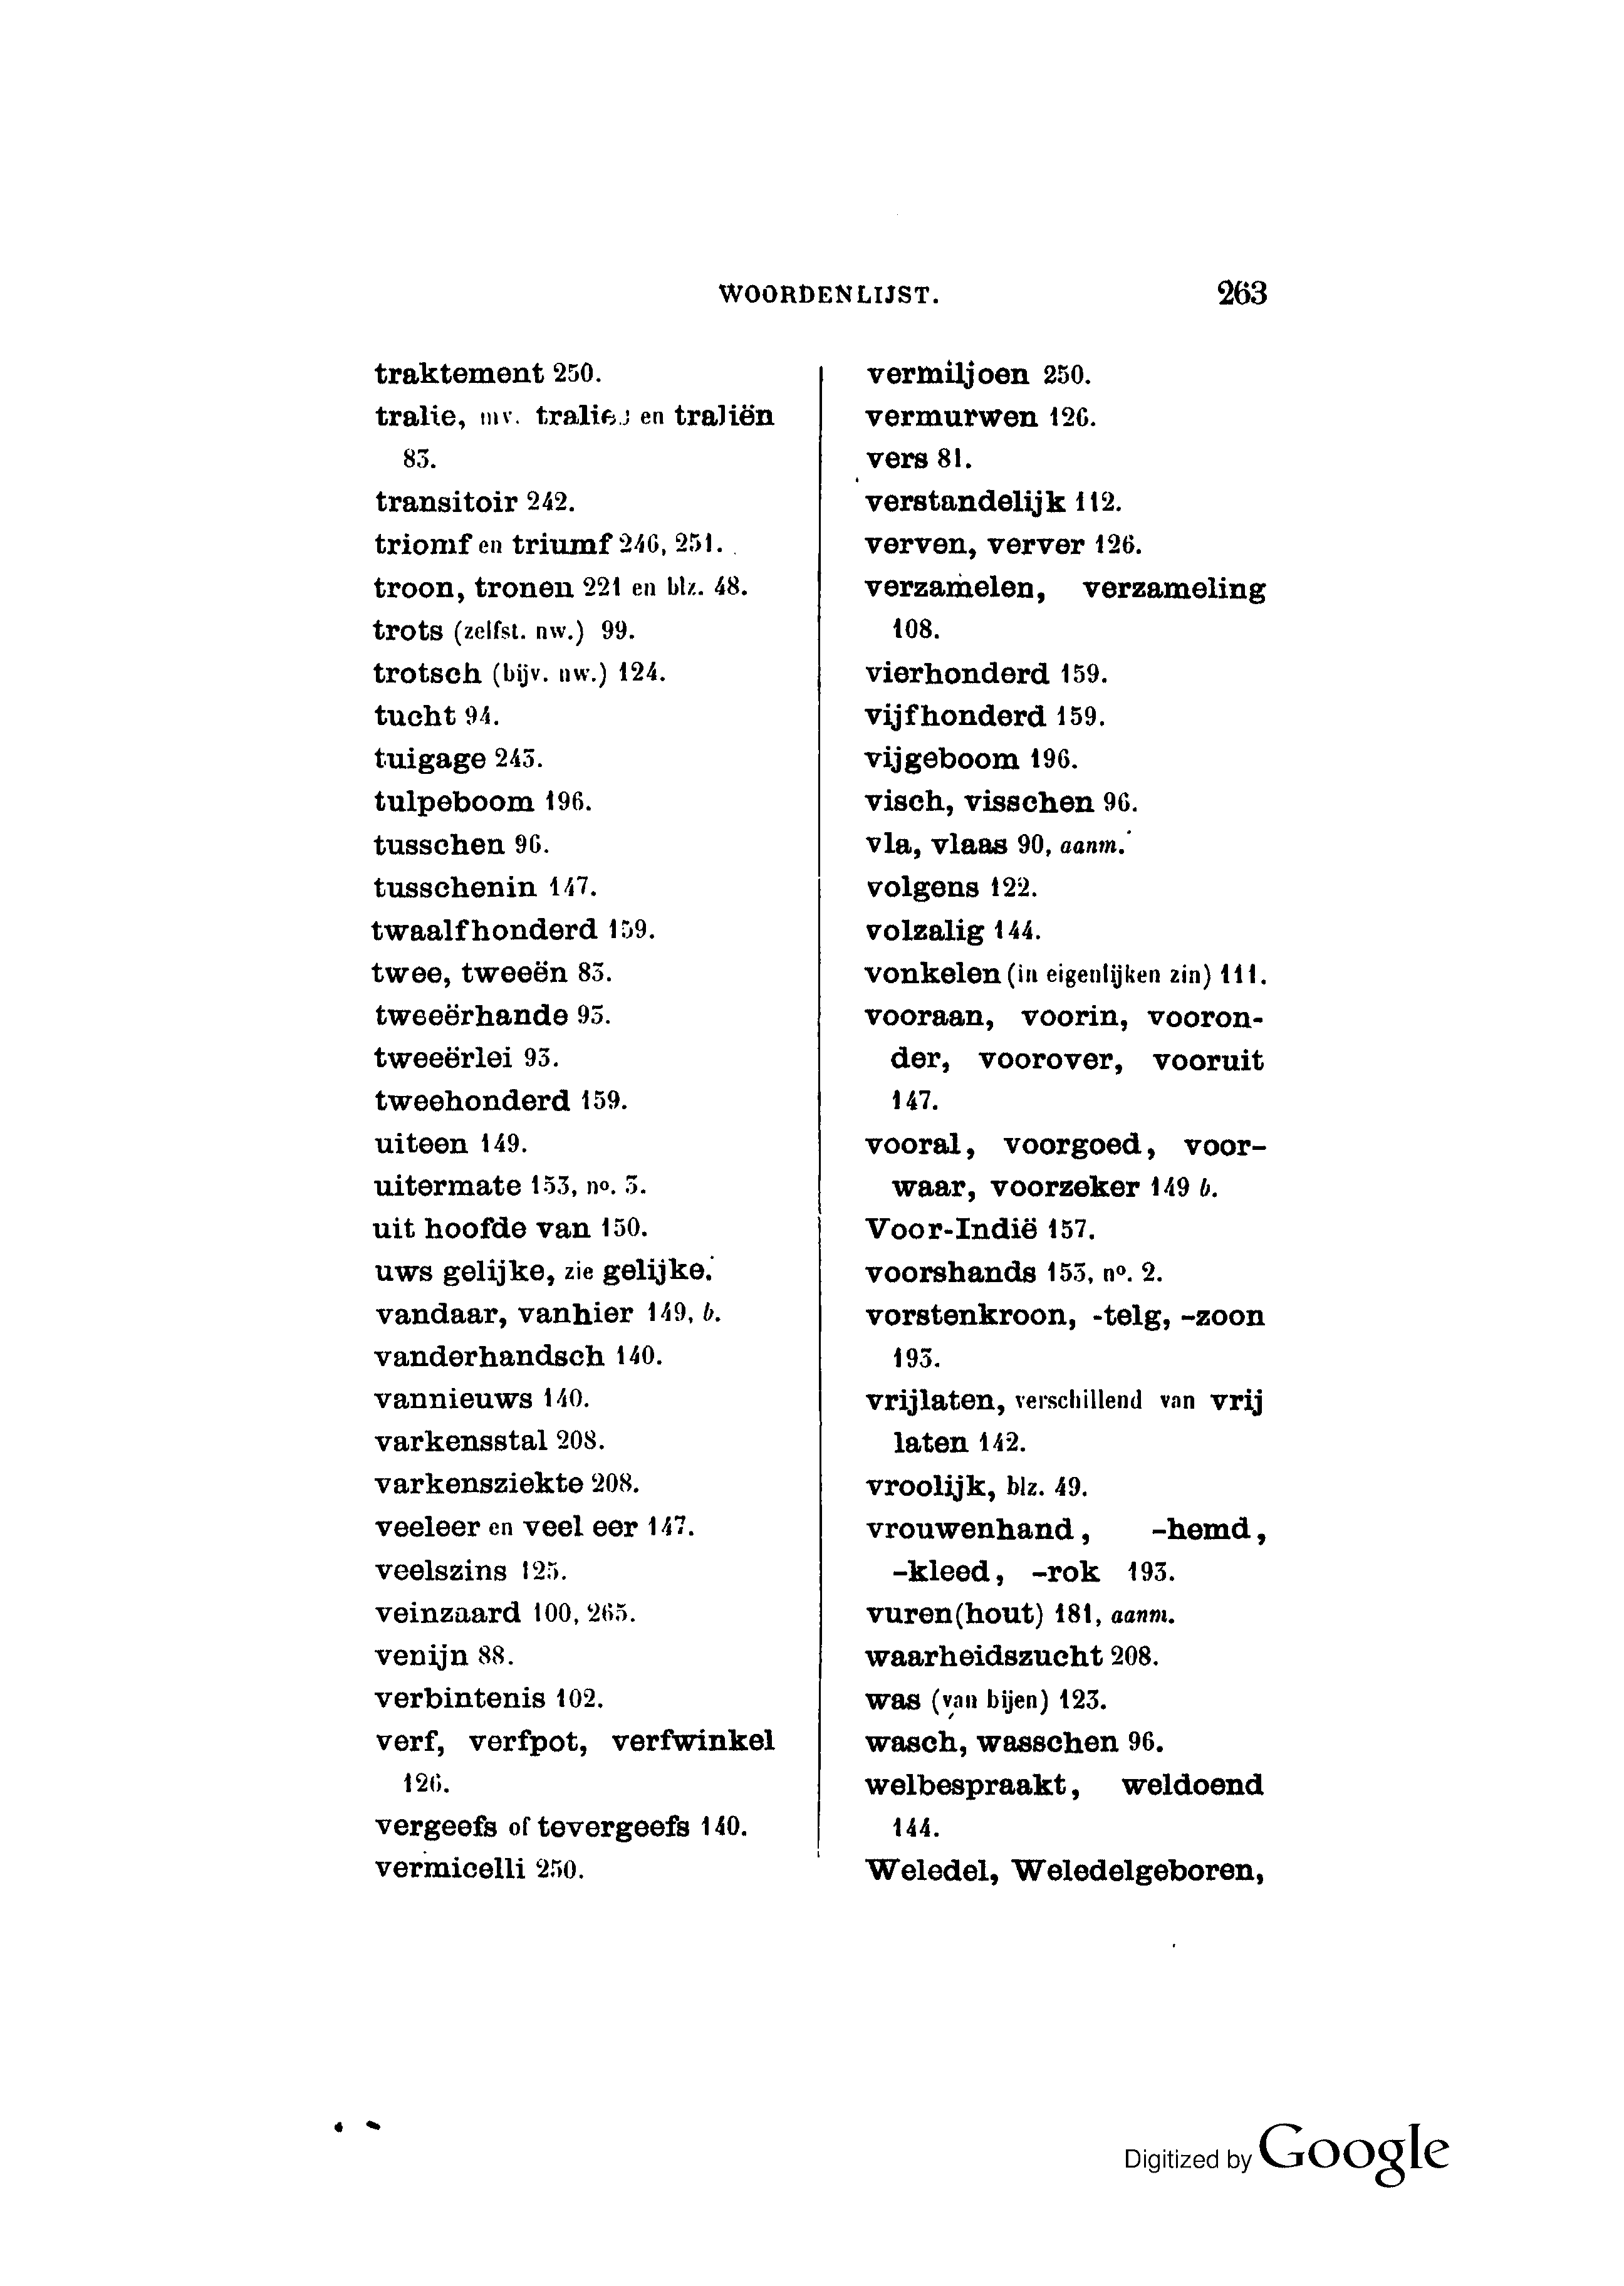 WOORDENLIJST. 263
traktement 250.
tralie, mv. tralies en traliën
83.
transitoir 242.
triomf en triumf 246, 251.
troon, tronen 221 en blz. 48.
trots (zelfst. nw.) 99.
trotsch (bijv. nw.) 124.
tucht 94.
tuigage 243.
tulpeboom 196.
tusschen 96.
tusschenin 147.
twaalfhonderd 159.
twee, tweeën 83.
tweeërhande 93.
tweeërlei 93.
tweehonderd 159.
uiteen 149.
uitermate 153, no. 3.
uit hoofde van 150.
uws gelijke, zie gelijke.
vandaar, vanhier 149, b.
vanderhandsch 140.
vannieuws 140.
varkensstal 208.
varkensziekte 208.
veeleer en veel eer 147.
veelszins 125.
veinzaard 100, 265.
venijn 88.
verbintenis 102.
verf, verfpot, verfwinkel
126.
vergeefs of tevergeefs 140.
vermicelli 250.
vermiljoen 250.
vermurwen 126.
vers 81.
verstandelijk 112.
verven, verver 126.
verzamelen, verzameling
108.
vierhonderd 159.
vijfhonderd 159.
vijgeboom 196.
visch, visschen 96.
vla, vlaas 90, aanm.
volgens 122.
volzalig 144.
vonkelen (in eigenlijken zin) 111.
vooraan, voorin, vooron-
der, voorover, vooruit
147.
vooral, voorgoed, voor-
waar, voorzeker 149 b.
Voor-Indië 157.
voorshands 153, no. 2.
vorstenkroon, -telg, -zoon
193.
vrijlaten, verschillend van vrij
laten 142.
vroolijk, blz. 49.
vrouwenhand, -hemd,
-kleed, -rok 193.
vuren(hout) 181, aanm.
waarheidszucht 208.
was (van bijen) 123.
wasch, wasschen 96.
welbespraakt, weldoend
144.
Weledel, Weledelgeboren,
Digitized by Google